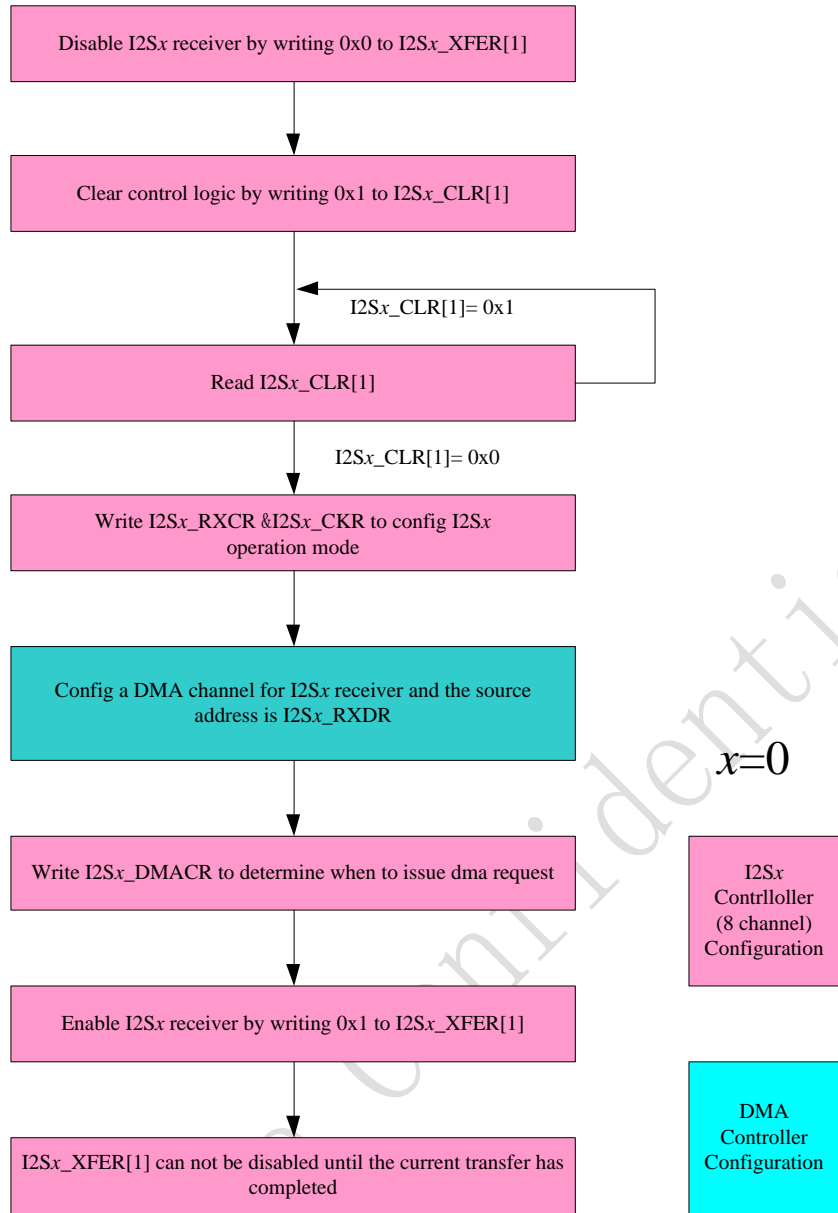 Disable I2Sx receiver by writing 0x0 to I2Sx_XFER[1]
Clear control logic by writing 0x1 to I2Sx_CLR[1]
I2Sx_CLR[1]= 0x1
Read I2Sx_CLR[1]
I2Sx_CLR[1]= 0x0
Write I2Sx_RXCR &I2Sx_CKR to config I2Sx
operation mode
Config a DMA channel for I2Sx receiver and the source
address is I2Sx_RXDR
x=0
Write I2Sx_DMACR to determine when to issue dma request
I2Sx
Contrlloller
(8 channel)
Configuration
Enable I2Sx receiver by writing 0x1 to I2Sx_XFER[1]
DMA
Controller
Configuration
I2Sx_XFER[1] can not be disabled until the current transfer has
completed